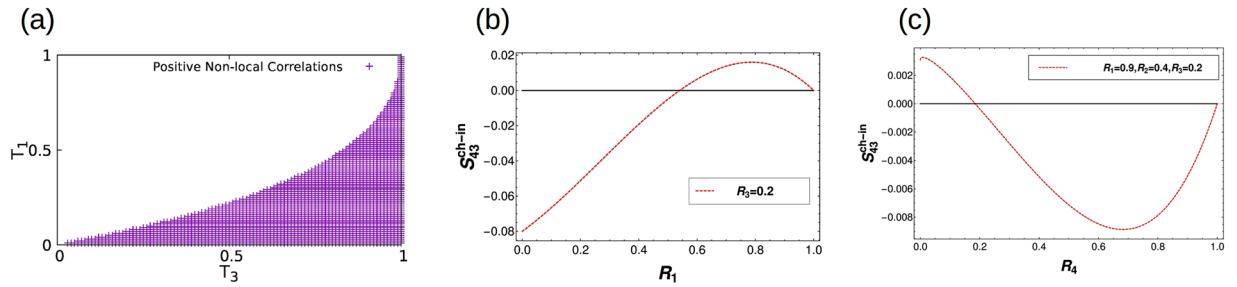 (a)
Positive Non-local Correlations
1
0.5
0
T1
0
0.5
1
T3
(b)
0.02
0.00
−0.02
−0.04
−0.06
−0.08
S43^ch−in
R3=0.2
0.0
0.2
0.4
0.6
0.8
1.0
R1
(c)
0.002
0.000
−0.002
−0.004
−0.006
−0.008
S43^ch−in
R1=0.9,R2=0.4,R3=0.2
0.0
0.2
0.4
0.6
0.8
1.0
R4